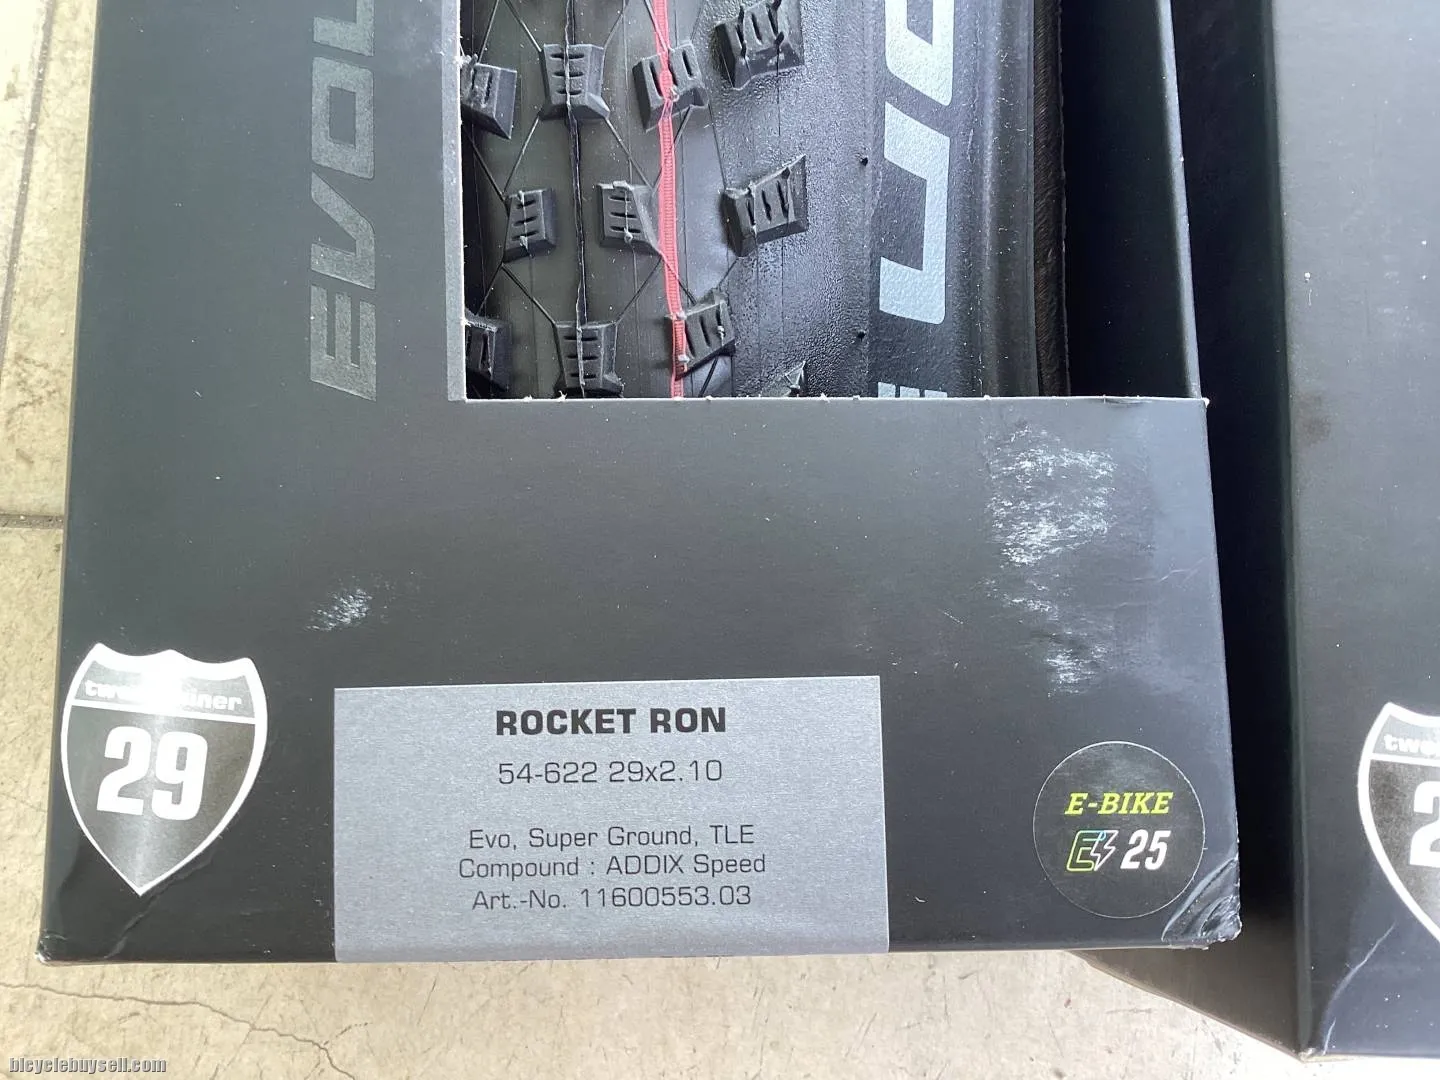 EVOL
twentyniner
29
ROCKET RON
54-622 29x2.10
Evo, Super Ground, TLE
Compound : ADDIX Speed
Art.-No. 11600553.03
E-BIKE
25
bicyclebuysell.com